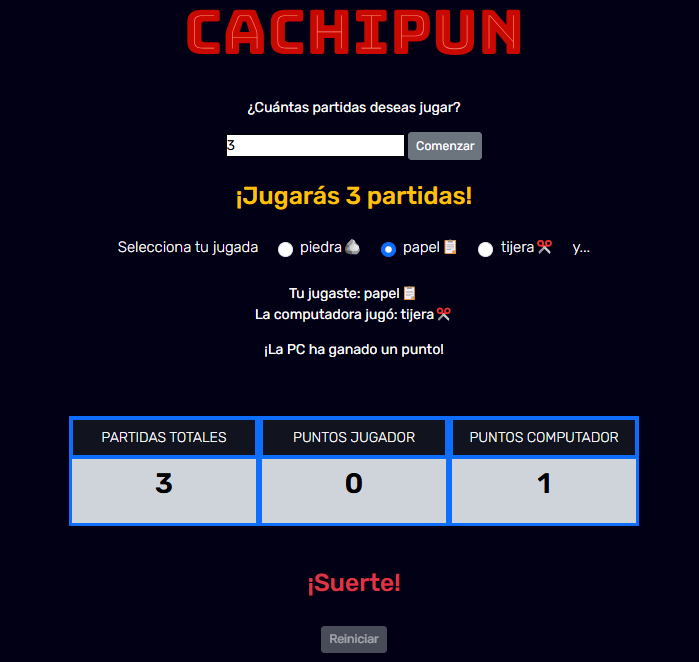 CACHIPUN
¿Cuántas partidas deseas jugar?
3 Comenzar
¡Jugarás 3 partidas!
Selecciona tu jugada piedra papel tijera y...
Tu jugaste: papel
La computadora jugó: tijera
¡La PC ha ganado un punto!
PARTIDAS TOTALES PUNTOS JUGADOR PUNTOS COMPUTADOR
3 0 1
¡Suerte!
Reiniciar